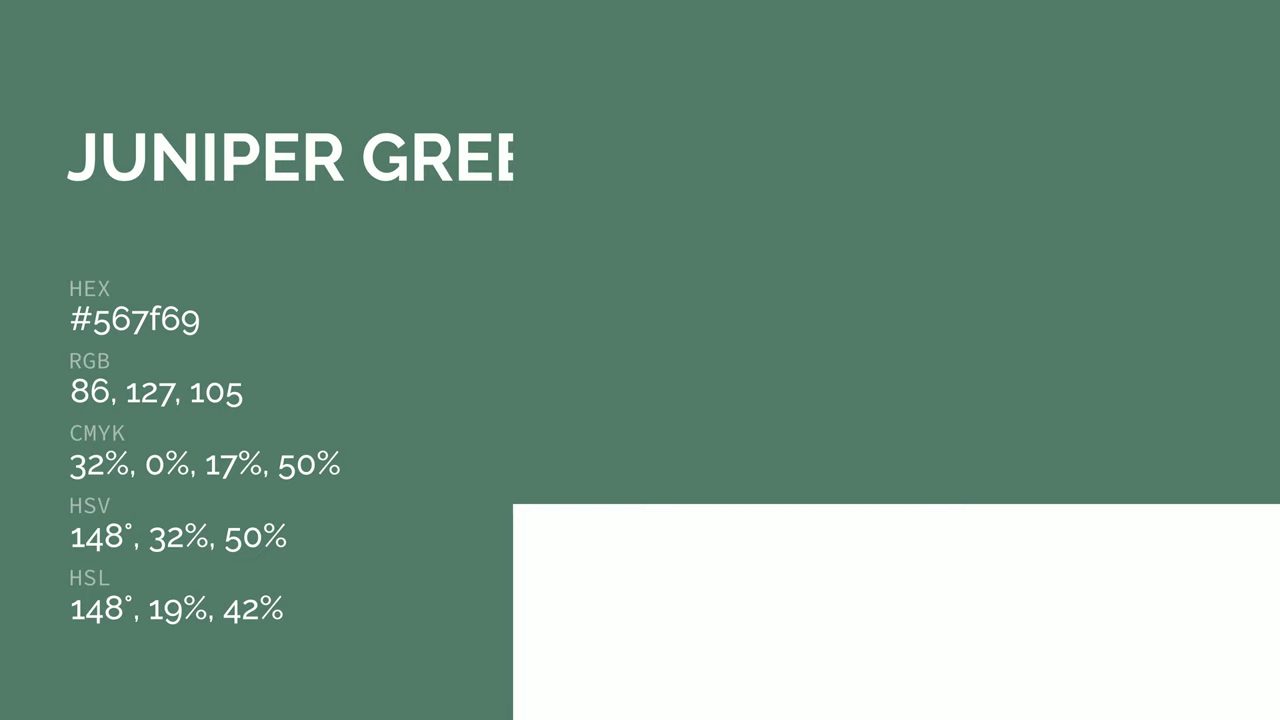 JUNIPER GREE
HEX
#567f69
RGB
86, 127, 105
CMYK
32%, 0%, 17%, 50%
HSV
148°, 32%, 50%
HSL
148°, 19%, 42%